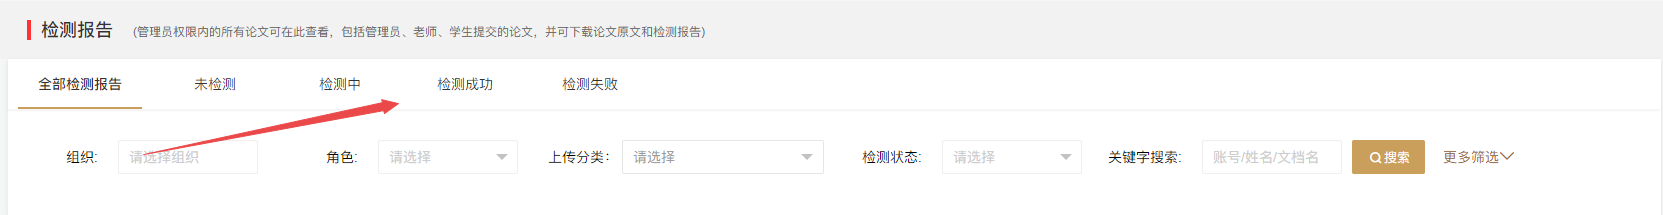 检测报告 (管理员权限内的所有论文可在此查看，包括管理员、老师、学生提交的论文，并可下载论文原文和检测报告)
全部检测报告 未检测 检测中 检测成功 检测失败
组织: 请选择组织 角色: 请选择 上传分类: 请选择 检测状态: 请选择 关键字搜索: 账号/姓名/文档名 搜索 更多筛选